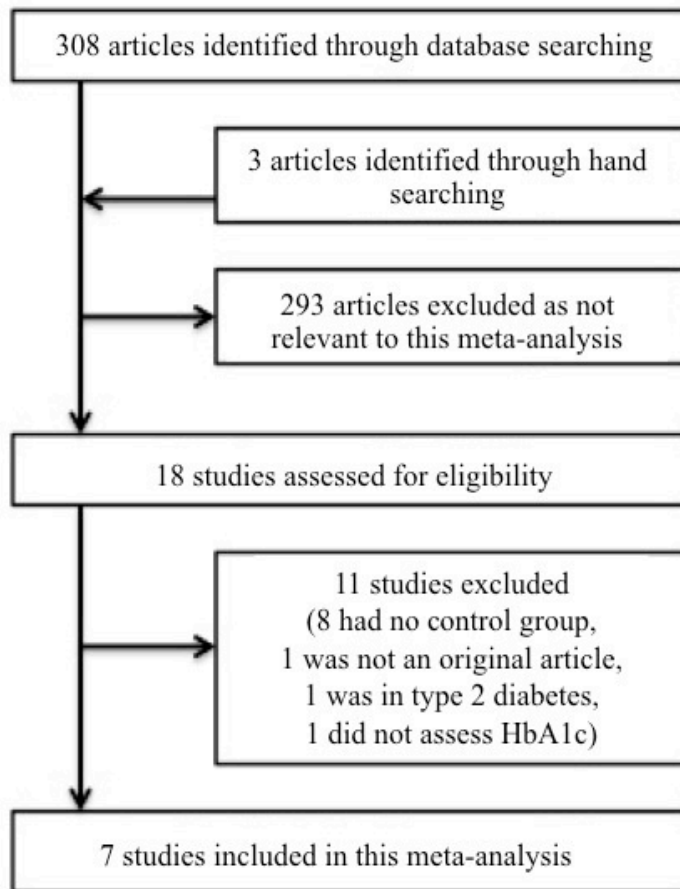 308 articles identified through database searching
3 articles identified through hand
searching
293 articles excluded as not
relevant to this meta-analysis
18 studies assessed for eligibility
11 studies excluded
(8 had no control group,
1 was not an original article,
1 was in type 2 diabetes,
1 did not assess HbA1c)
7 studies included in this meta-analysis